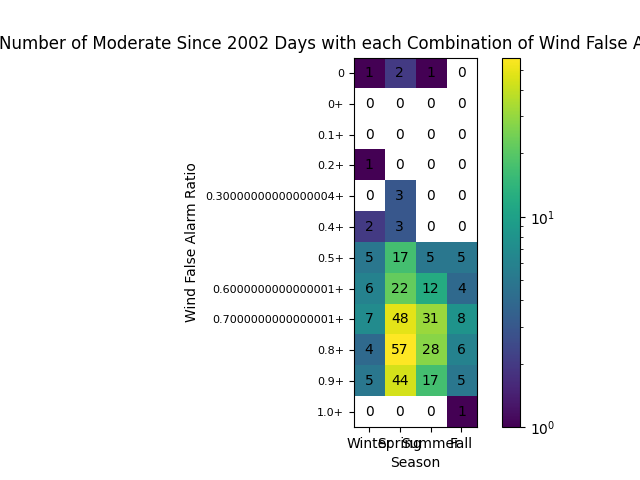 Number of Moderate Since 2002 Days with each Combination of Wind False A
0 1 2 1 0
0+ 0 0 0 0
0.1+ 0 0 0 0
0.2+ 1 0 0 0
0.30000000000000004+ 0 3 0 0
0.4+ 2 3 0 0
0.5+ 5 17 5 5
0.6000000000000001+ 6 22 12 4
0.7000000000000001+ 7 48 31 8
0.8+ 4 57 28 6
0.9+ 5 44 17 5
1.0+ 0 0 0 1
Wind False Alarm Ratio
Winter Spring Summer Fall
Season
10^1
10^0